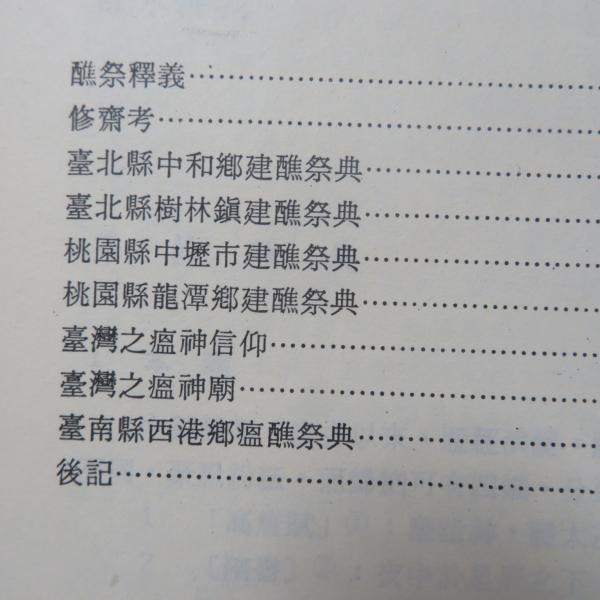 醮祭釋義……………………
修齋考……………………
臺北縣中和鄉建醮祭典……………………
臺北縣樹林鎭建醮祭典……………………
桃園縣中壢市建醮祭典……………………
桃園縣龍潭鄉建醮祭典……………………
臺灣之瘟神信仰……………………
臺灣之瘟神廟……………………
臺南縣西港鄉瘟醮祭典……………………
後記……………………